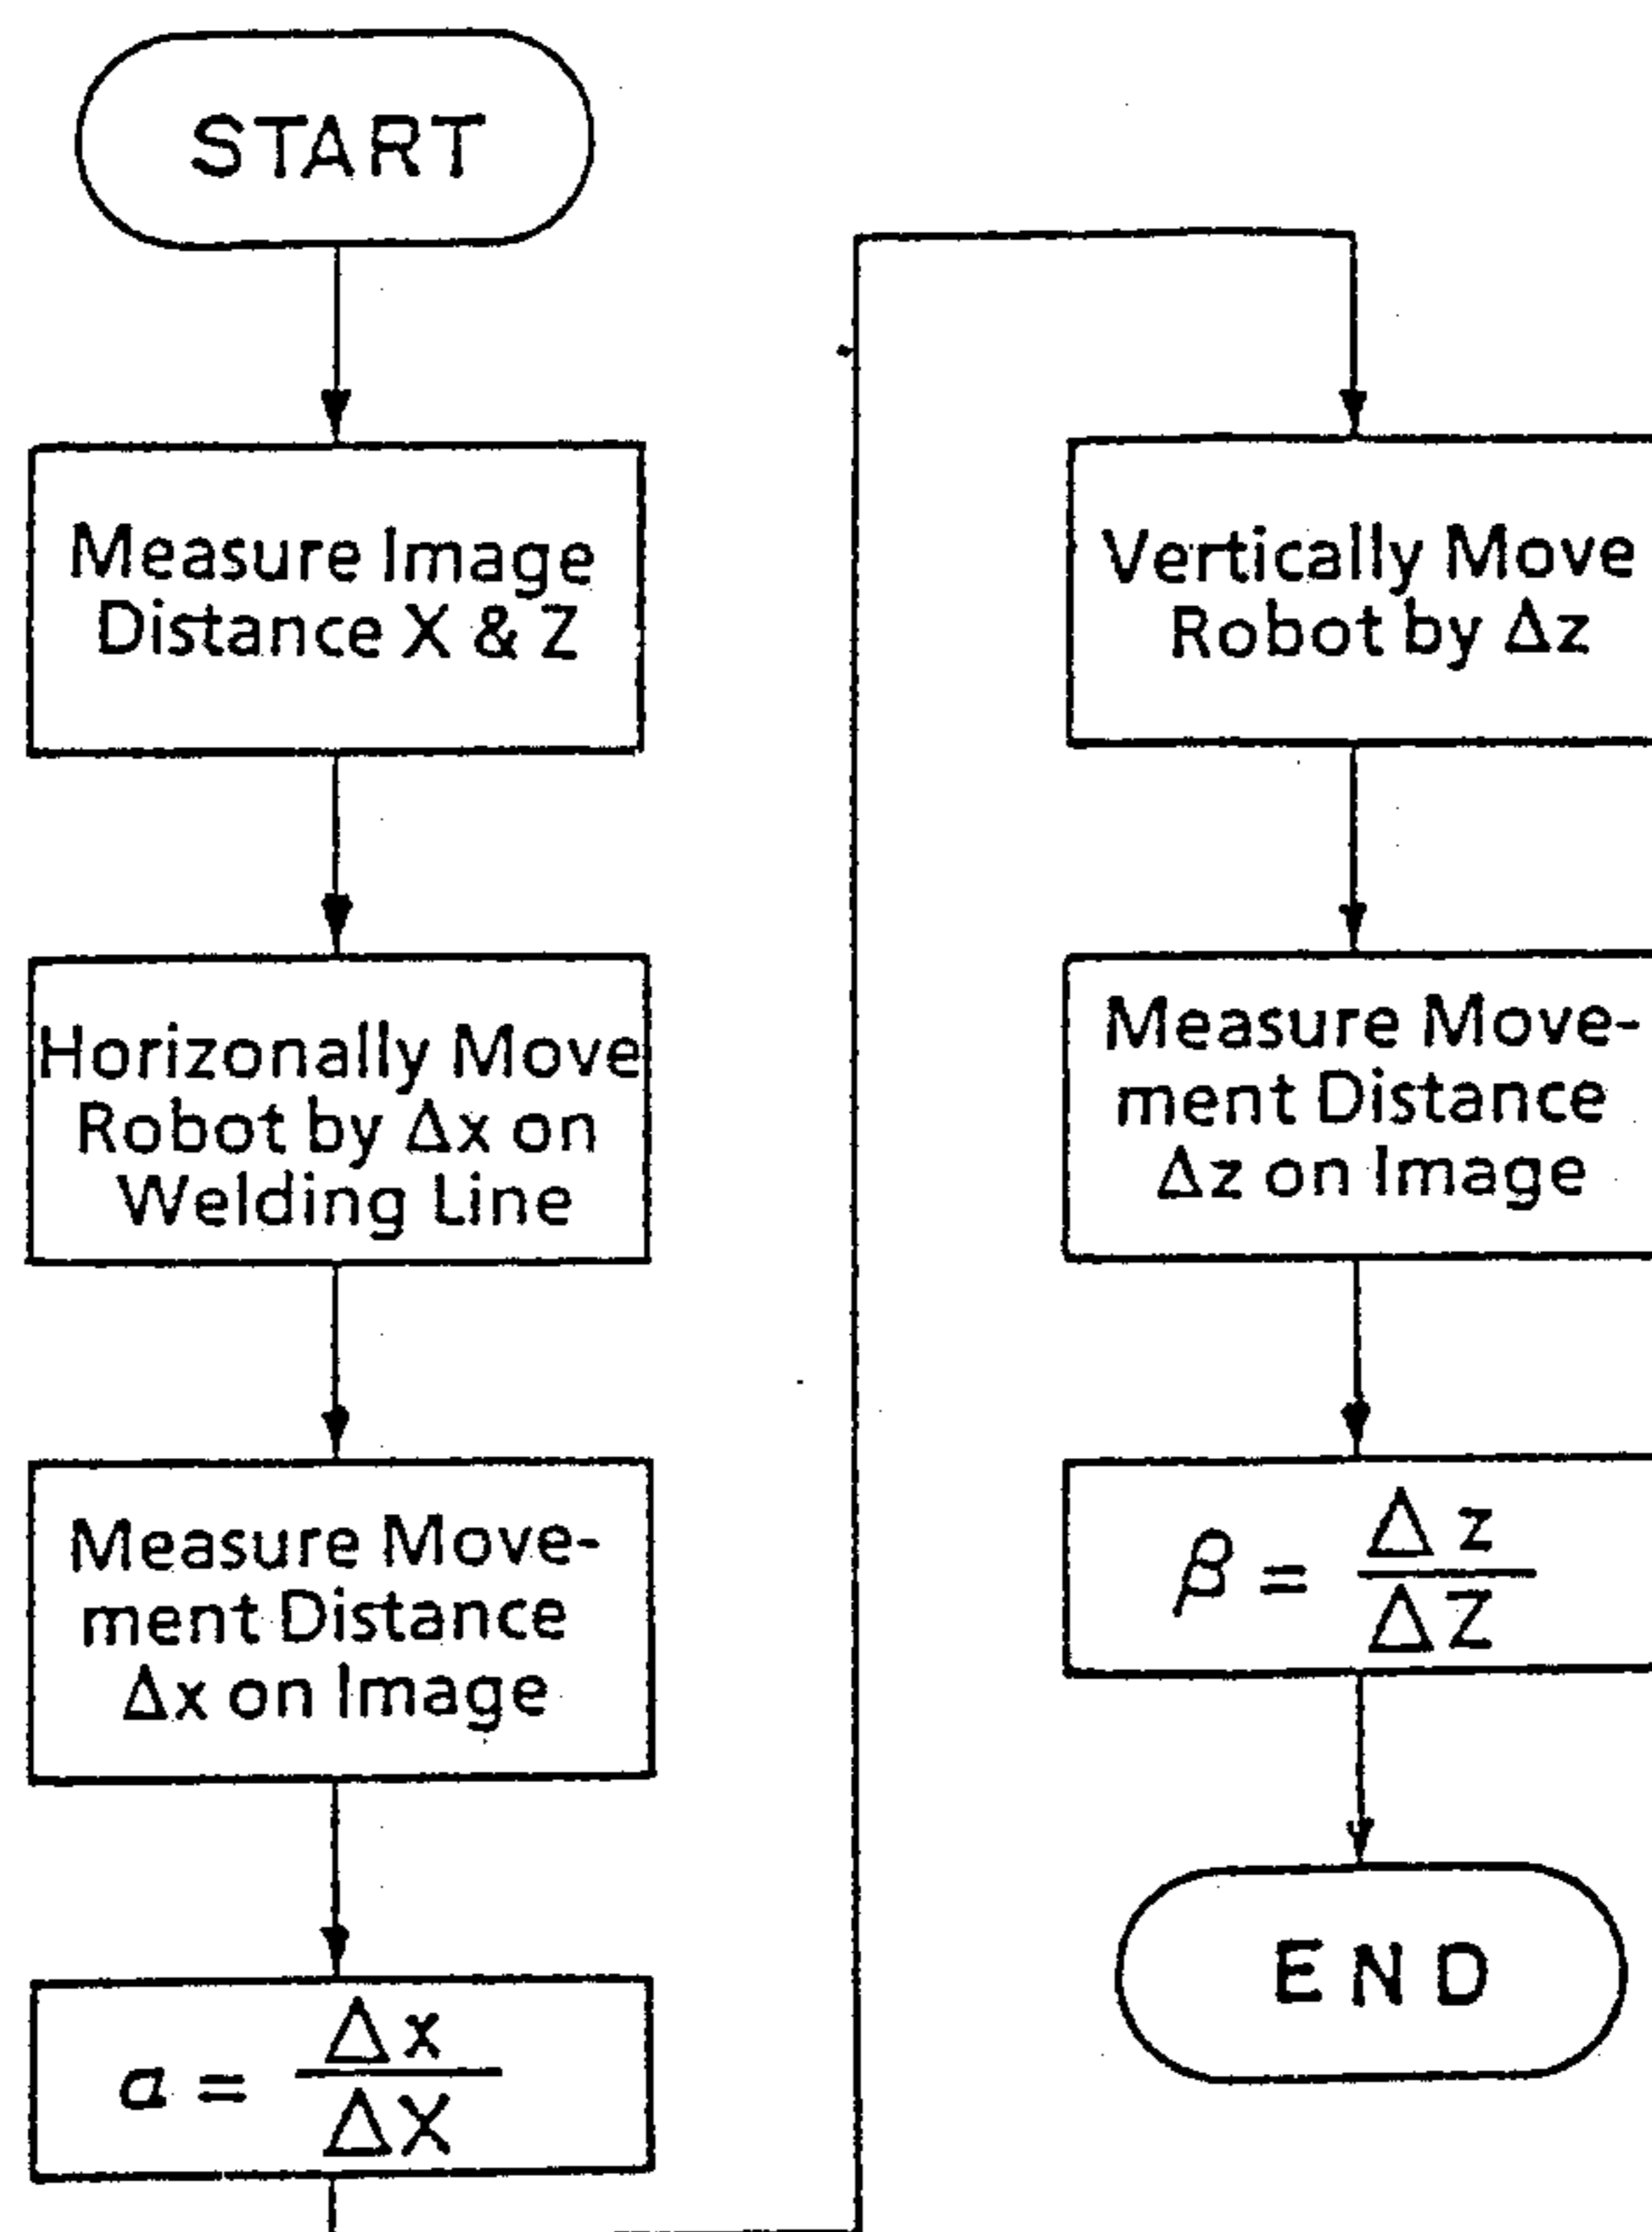 START
Measure Image
Distance X & Z
Horizonally Move
Robot by Δx on
Welding Line
Measure Move-
ment Distance
Δx on Image
a = Δx
ΔX
Vertically Move
Robot by Δz
Measure Move-
ment Distance
Δz on Image
β = Δz
ΔZ
END